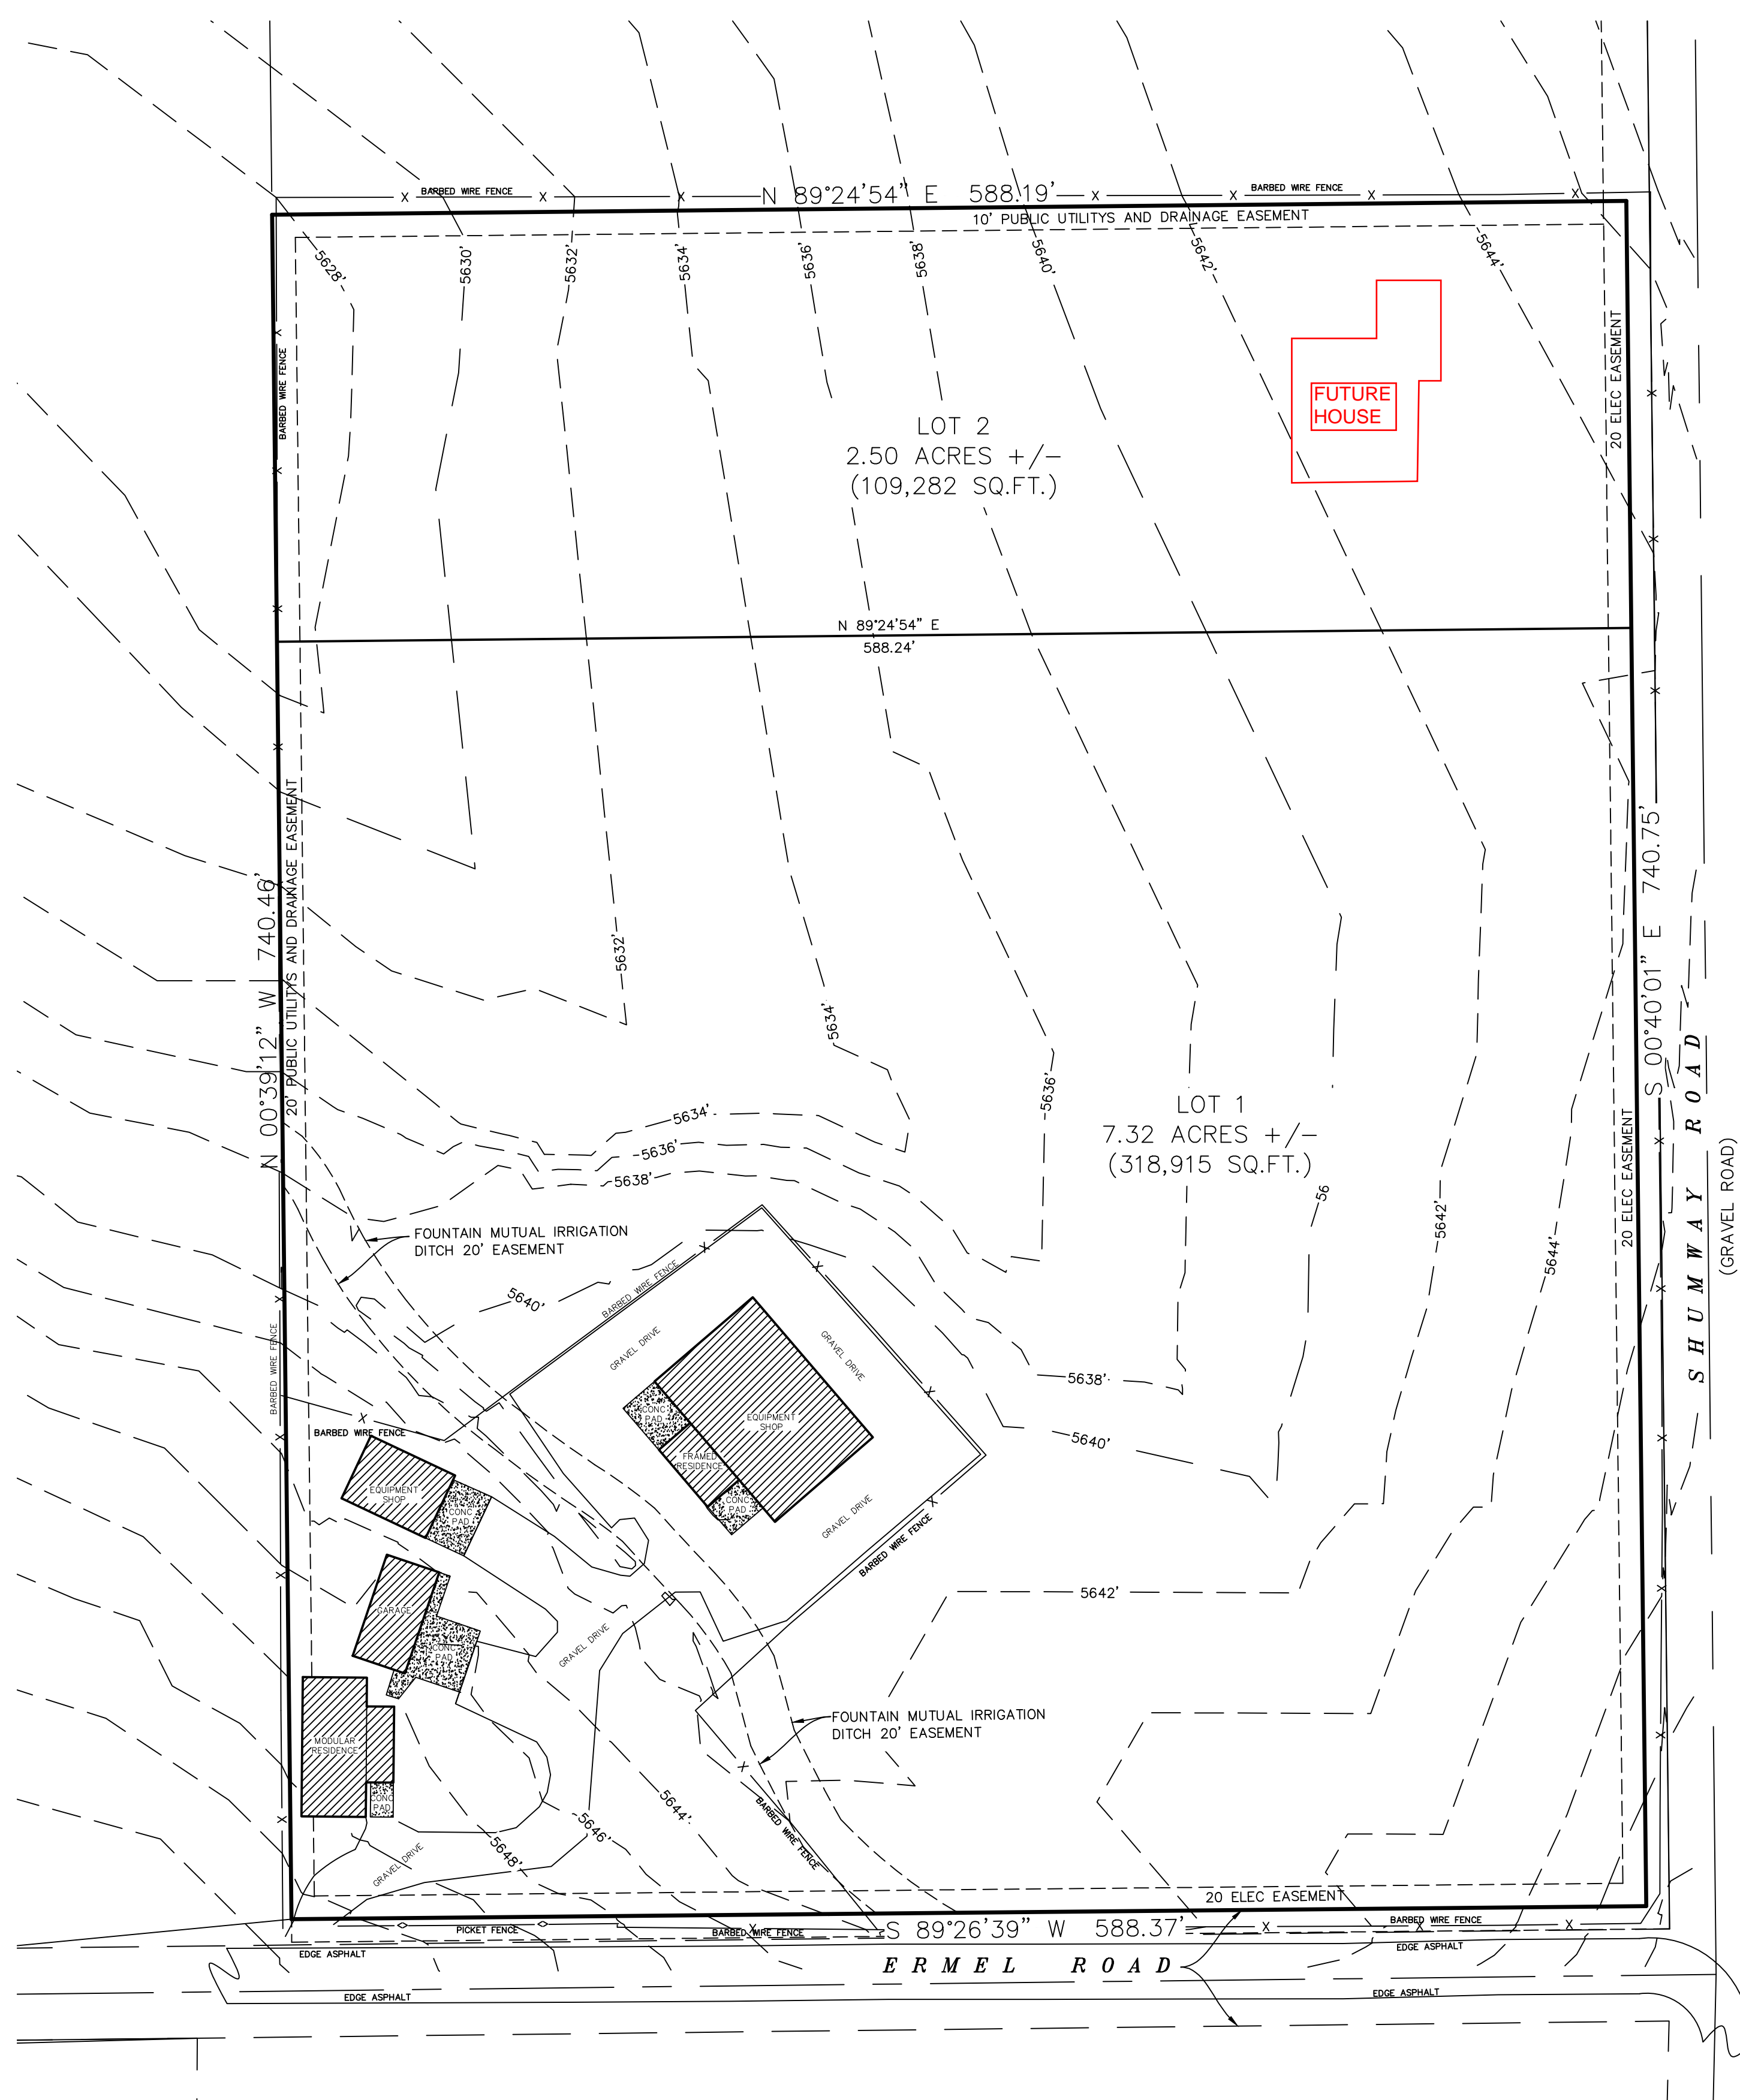 BARBED WIRE FENCE
N 89°24'54" E 588.19'
BARBED WIRE FENCE
10' PUBLIC UTILITYS AND DRAINAGE EASEMENT
5628'
5630'
5632'
5634'
5636'
5638'
5640'
5642'
5644'
BARBED WIRE FENCE
20 ELEC EASEMENT
FUTURE
HOUSE
LOT 2
2.50 ACRES +/-
(109,282 SQ.FT.)
N 89°24'54" E
588.24'
N 00°39'12" W 740.46'
20' PUBLIC UTILITYS AND DRAINAGE EASEMENT
S 00°40'01" E 740.75'
5632'
5634'
5636'
LOT 1
7.32 ACRES +/-
(318,915 SQ.FT.)
5634'
5636'
5638'
56
5642'
5644'
20 ELEC EASEMENT
SHUMWAY ROAD
(GRAVEL ROAD)
FOUNTAIN MUTUAL IRRIGATION
DITCH 20' EASEMENT
5640'
BARBED WIRE FENCE
GRAVEL DRIVE
GRAVEL DRIVE
BARBED WIRE FENCE
5638'
CONC
PAD
EQUIPMENT
SHOP
BARBED WIRE FENCE
5640'
FRAMED
RESIDENCE
EQUIPMENT
SHOP
CONC
PAD
CONC
PAD
GRAVEL DRIVE
BARBED WIRE FENCE
5642'
GARAGE
CONC
PAD
GRAVEL DRIVE
FOUNTAIN MUTUAL IRRIGATION
DITCH 20' EASEMENT
MODULAR
RESIDENCE
CONC
PAD
5644'
5646'
5648'
BARBED WIRE FENCE
GRAVEL DRIVE
20 ELEC EASEMENT
PICKET FENCE
BARBED WIRE FENCE
S 89°26'39" W 588.37'
BARBED WIRE FENCE
EDGE ASPHALT
ERMEL ROAD
EDGE ASPHALT
EDGE ASPHALT
EDGE ASPHALT